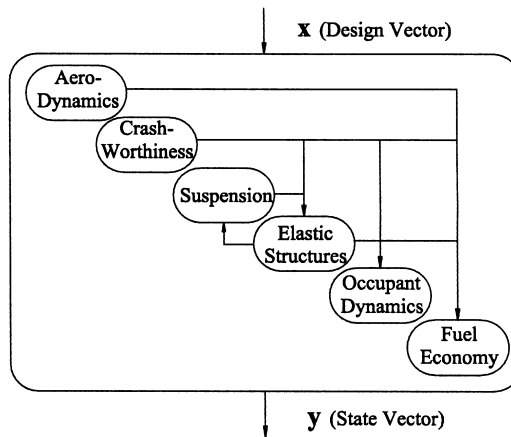 x (Design Vector)
Aero-
Dynamics
Crash-
Worthiness
Suspension
Elastic
Structures
Occupant
Dynamics
Fuel
Economy
y (State Vector)